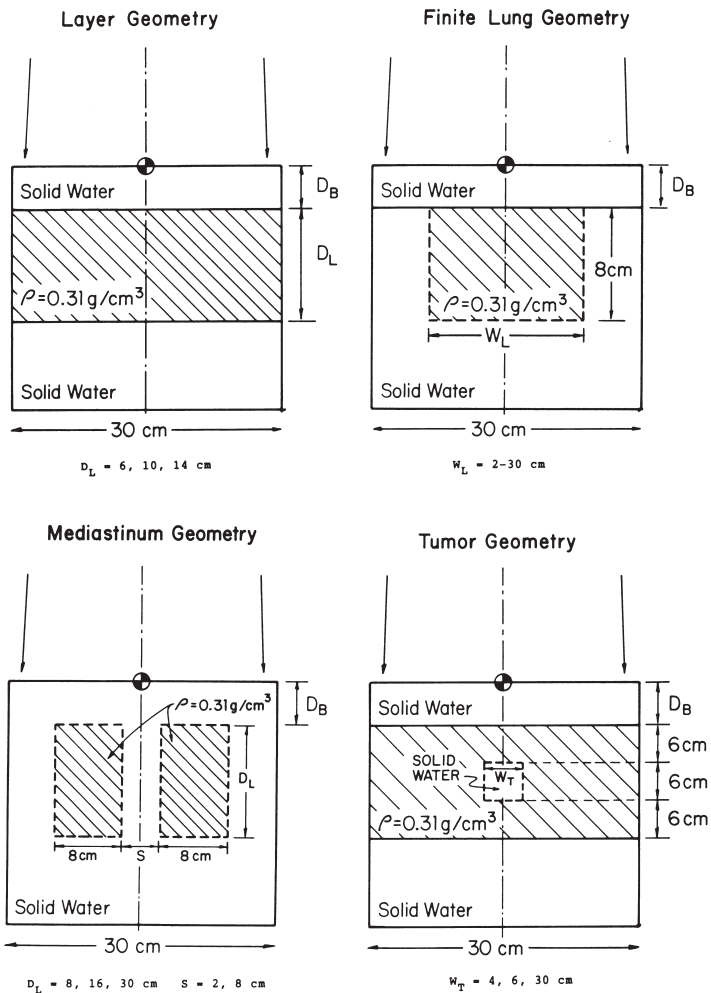 Layer Geometry
Solid Water
D_B
D_L
ρ=0.31g/cm³
Solid Water
30 cm
D_L = 6, 10, 14 cm
Finite Lung Geometry
Solid Water
D_B
8cm
ρ=0.31g/cm³
W_L
Solid Water
30 cm
W_L = 2-30 cm
Mediastinum Geometry
D_B
ρ=0.31g/cm³
D_L
8cm S 8cm
Solid Water
30 cm
D_L = 8, 16, 30 cm S = 2, 8 cm
Tumor Geometry
Solid Water
D_B
6cm
SOLID
WATER
W_T
6cm
ρ=0.31g/cm³
6cm
Solid Water
30 cm
W_T = 4, 6, 30 cm